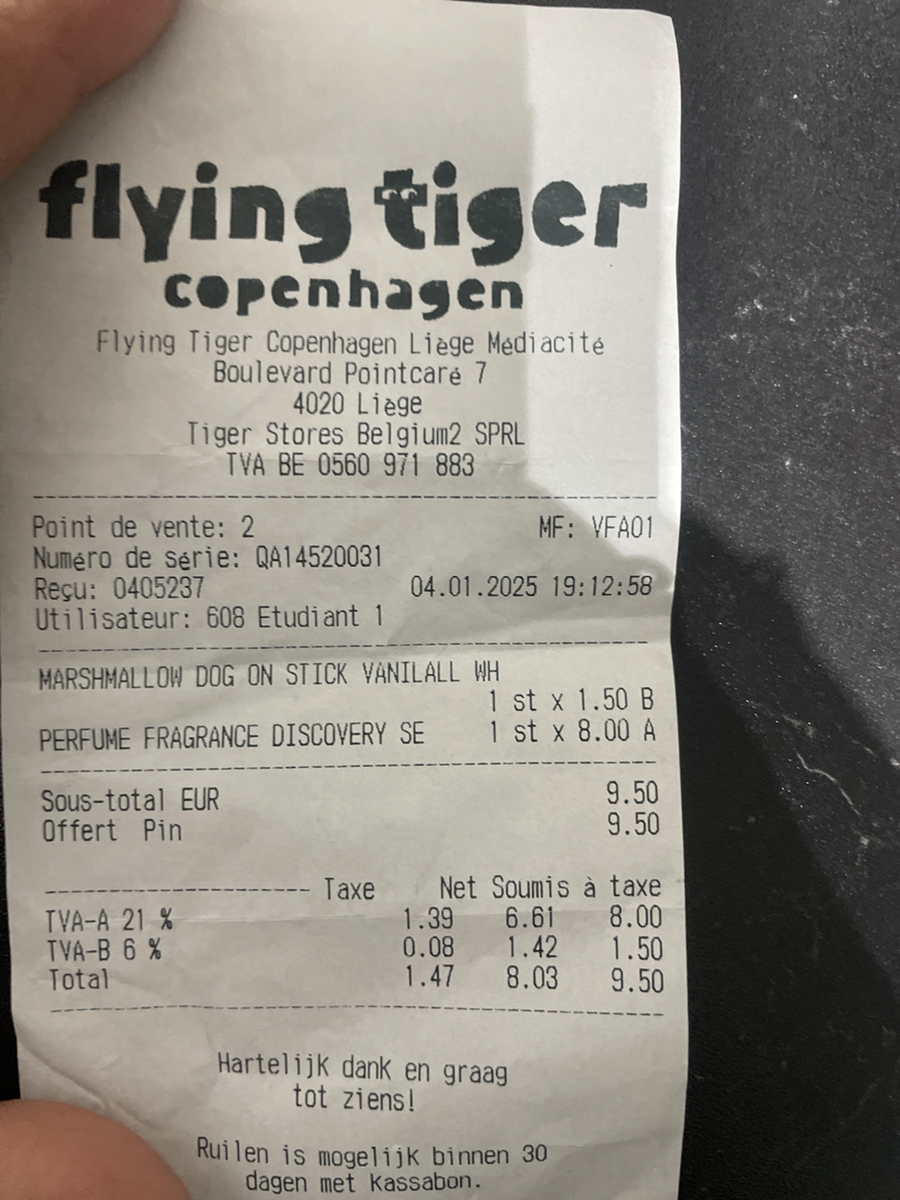 flying tiger
copenhagen
Flying Tiger Copenhagen Liège Médiacité
Boulevard Pointcaré 7
4020 Liège
Tiger Stores Belgium2 SPRL
TVA BE 0560 971 883
Point de vente: 2 MF: VFA01
Numéro de série: QA14520031
Reçu: 0405237 04.01.2025 19:12:58
Utilisateur: 608 Etudiant 1
MARSHMALLOW DOG ON STICK VANILALL WH
1 st x 1.50 B
PERFUME FRAGRANCE DISCOVERY SE 1 st x 8.00 A
Sous-total EUR 9.50
Offert Pin 9.50
Taxe Net Soumis à taxe
TVA-A 21 % 1.39 6.61 8.00
TVA-B 6 % 0.08 1.42 1.50
Total 1.47 8.03 9.50
Hartelijk dank en graag
tot ziens!
Ruilen is mogelijk binnen 30
dagen met kassabon.